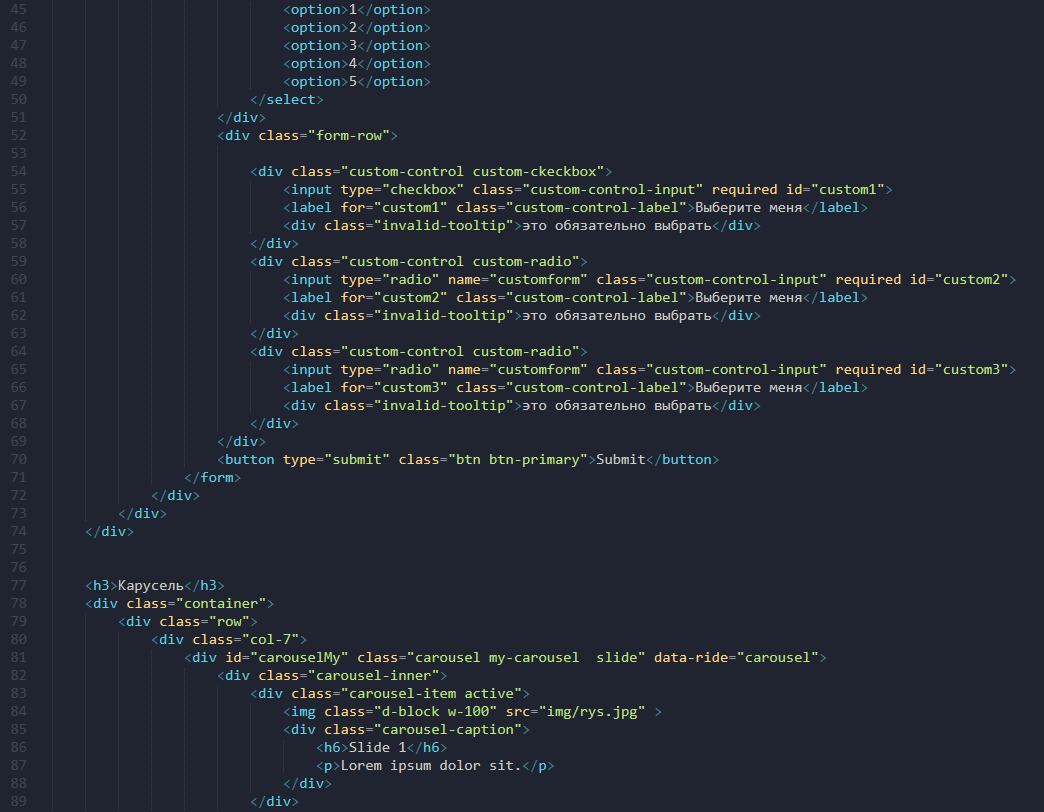 45 <option>1</option>
46 <option>2</option>
47 <option>3</option>
48 <option>4</option>
49 <option>5</option>
50 </select>
51 </div>
52 <div class="form-row">
53
54 <div class="custom-control custom-ckeckbox">
55 <input type="checkbox" class="custom-control-input" required id="custom1">
56 <label for="custom1" class="custom-control-label">Выберите меня</label>
57 <div class="invalid-tooltip">это обязательно выбрать</div>
58 </div>
59 <div class="custom-control custom-radio">
60 <input type="radio" name="customform" class="custom-control-input" required id="custom2">
61 <label for="custom2" class="custom-control-label">Выберите меня</label>
62 <div class="invalid-tooltip">это обязательно выбрать</div>
63 </div>
64 <div class="custom-control custom-radio">
65 <input type="radio" name="customform" class="custom-control-input" required id="custom3">
66 <label for="custom3" class="custom-control-label">Выберите меня</label>
67 <div class="invalid-tooltip">это обязательно выбрать</div>
68 </div>
69 </div>
70 <button type="submit" class="btn btn-primary">Submit</button>
71 </form>
72 </div>
73 </div>
74 </div>
75
76
77 <h3>Карусель</h3>
78 <div class="container">
79 <div class="row">
80 <div class="col-7">
81 <div id="carouselMy" class="carousel my-carousel  slide" data-ride="carousel">
82 <div class="carousel-inner">
83 <div class="carousel-item active">
84 <img class="d-block w-100" src="img/rys.jpg" >
85 <div class="carousel-caption">
86 <h6>Slide 1</h6>
87 <p>Lorem ipsum dolor sit.</p>
88 </div>
89 </div>